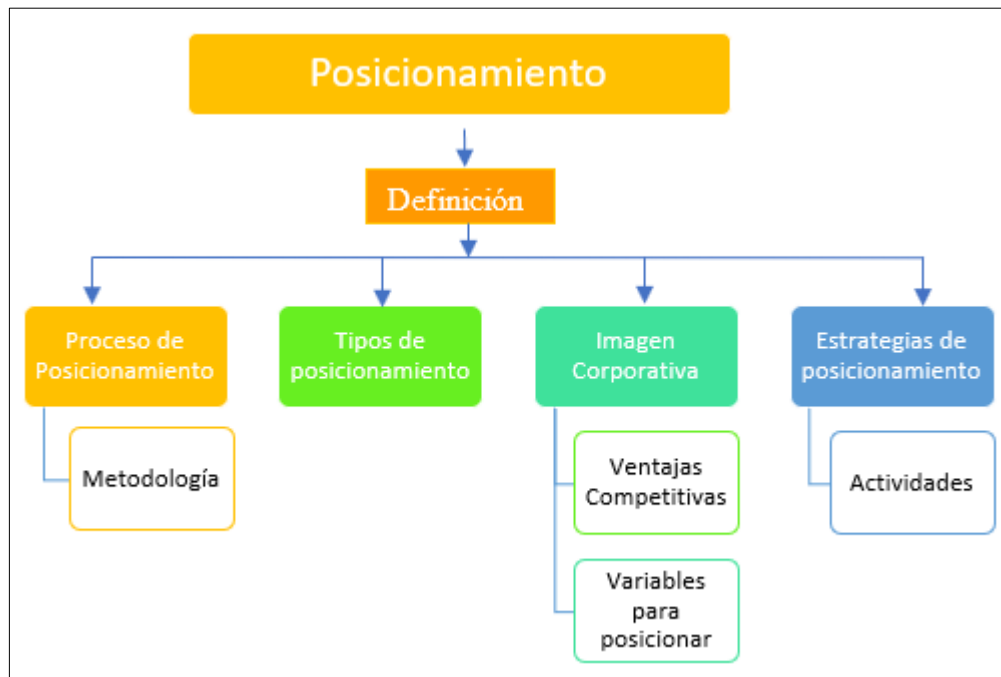 Posicionamiento
Definición
Proceso de
Posicionamiento
Tipos de
posicionamiento
Imagen
Corporativa
Estrategias de
posicionamiento
Metodología
Ventajas
Competitivas
Actividades
Variables
para
posicionar